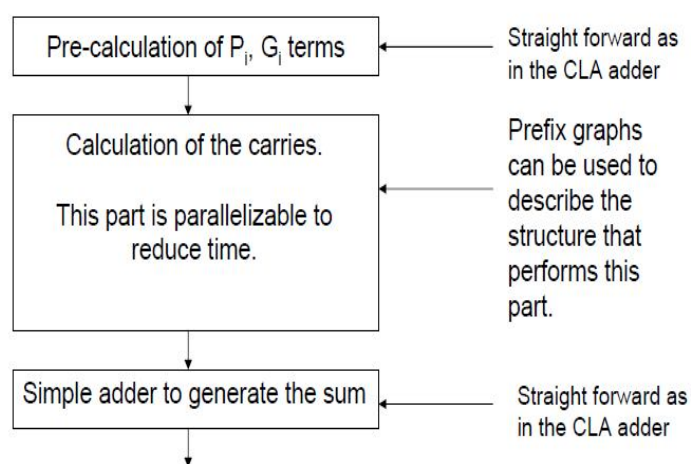 Pre-calculation of Pi, Gi terms
Straight forward as
in the CLA adder
Calculation of the carries.
This part is parallelizable to
reduce time.
Prefix graphs
can be used to
describe the
structure that
performs this
part.
Simple adder to generate the sum
Straight forward as
in the CLA adder